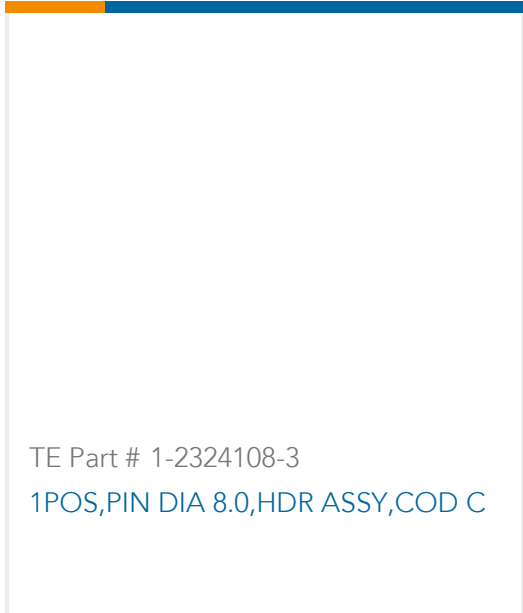 TE Part # 1-2324108-3
1POS,PIN DIA 8.0,HDR ASSY,COD C